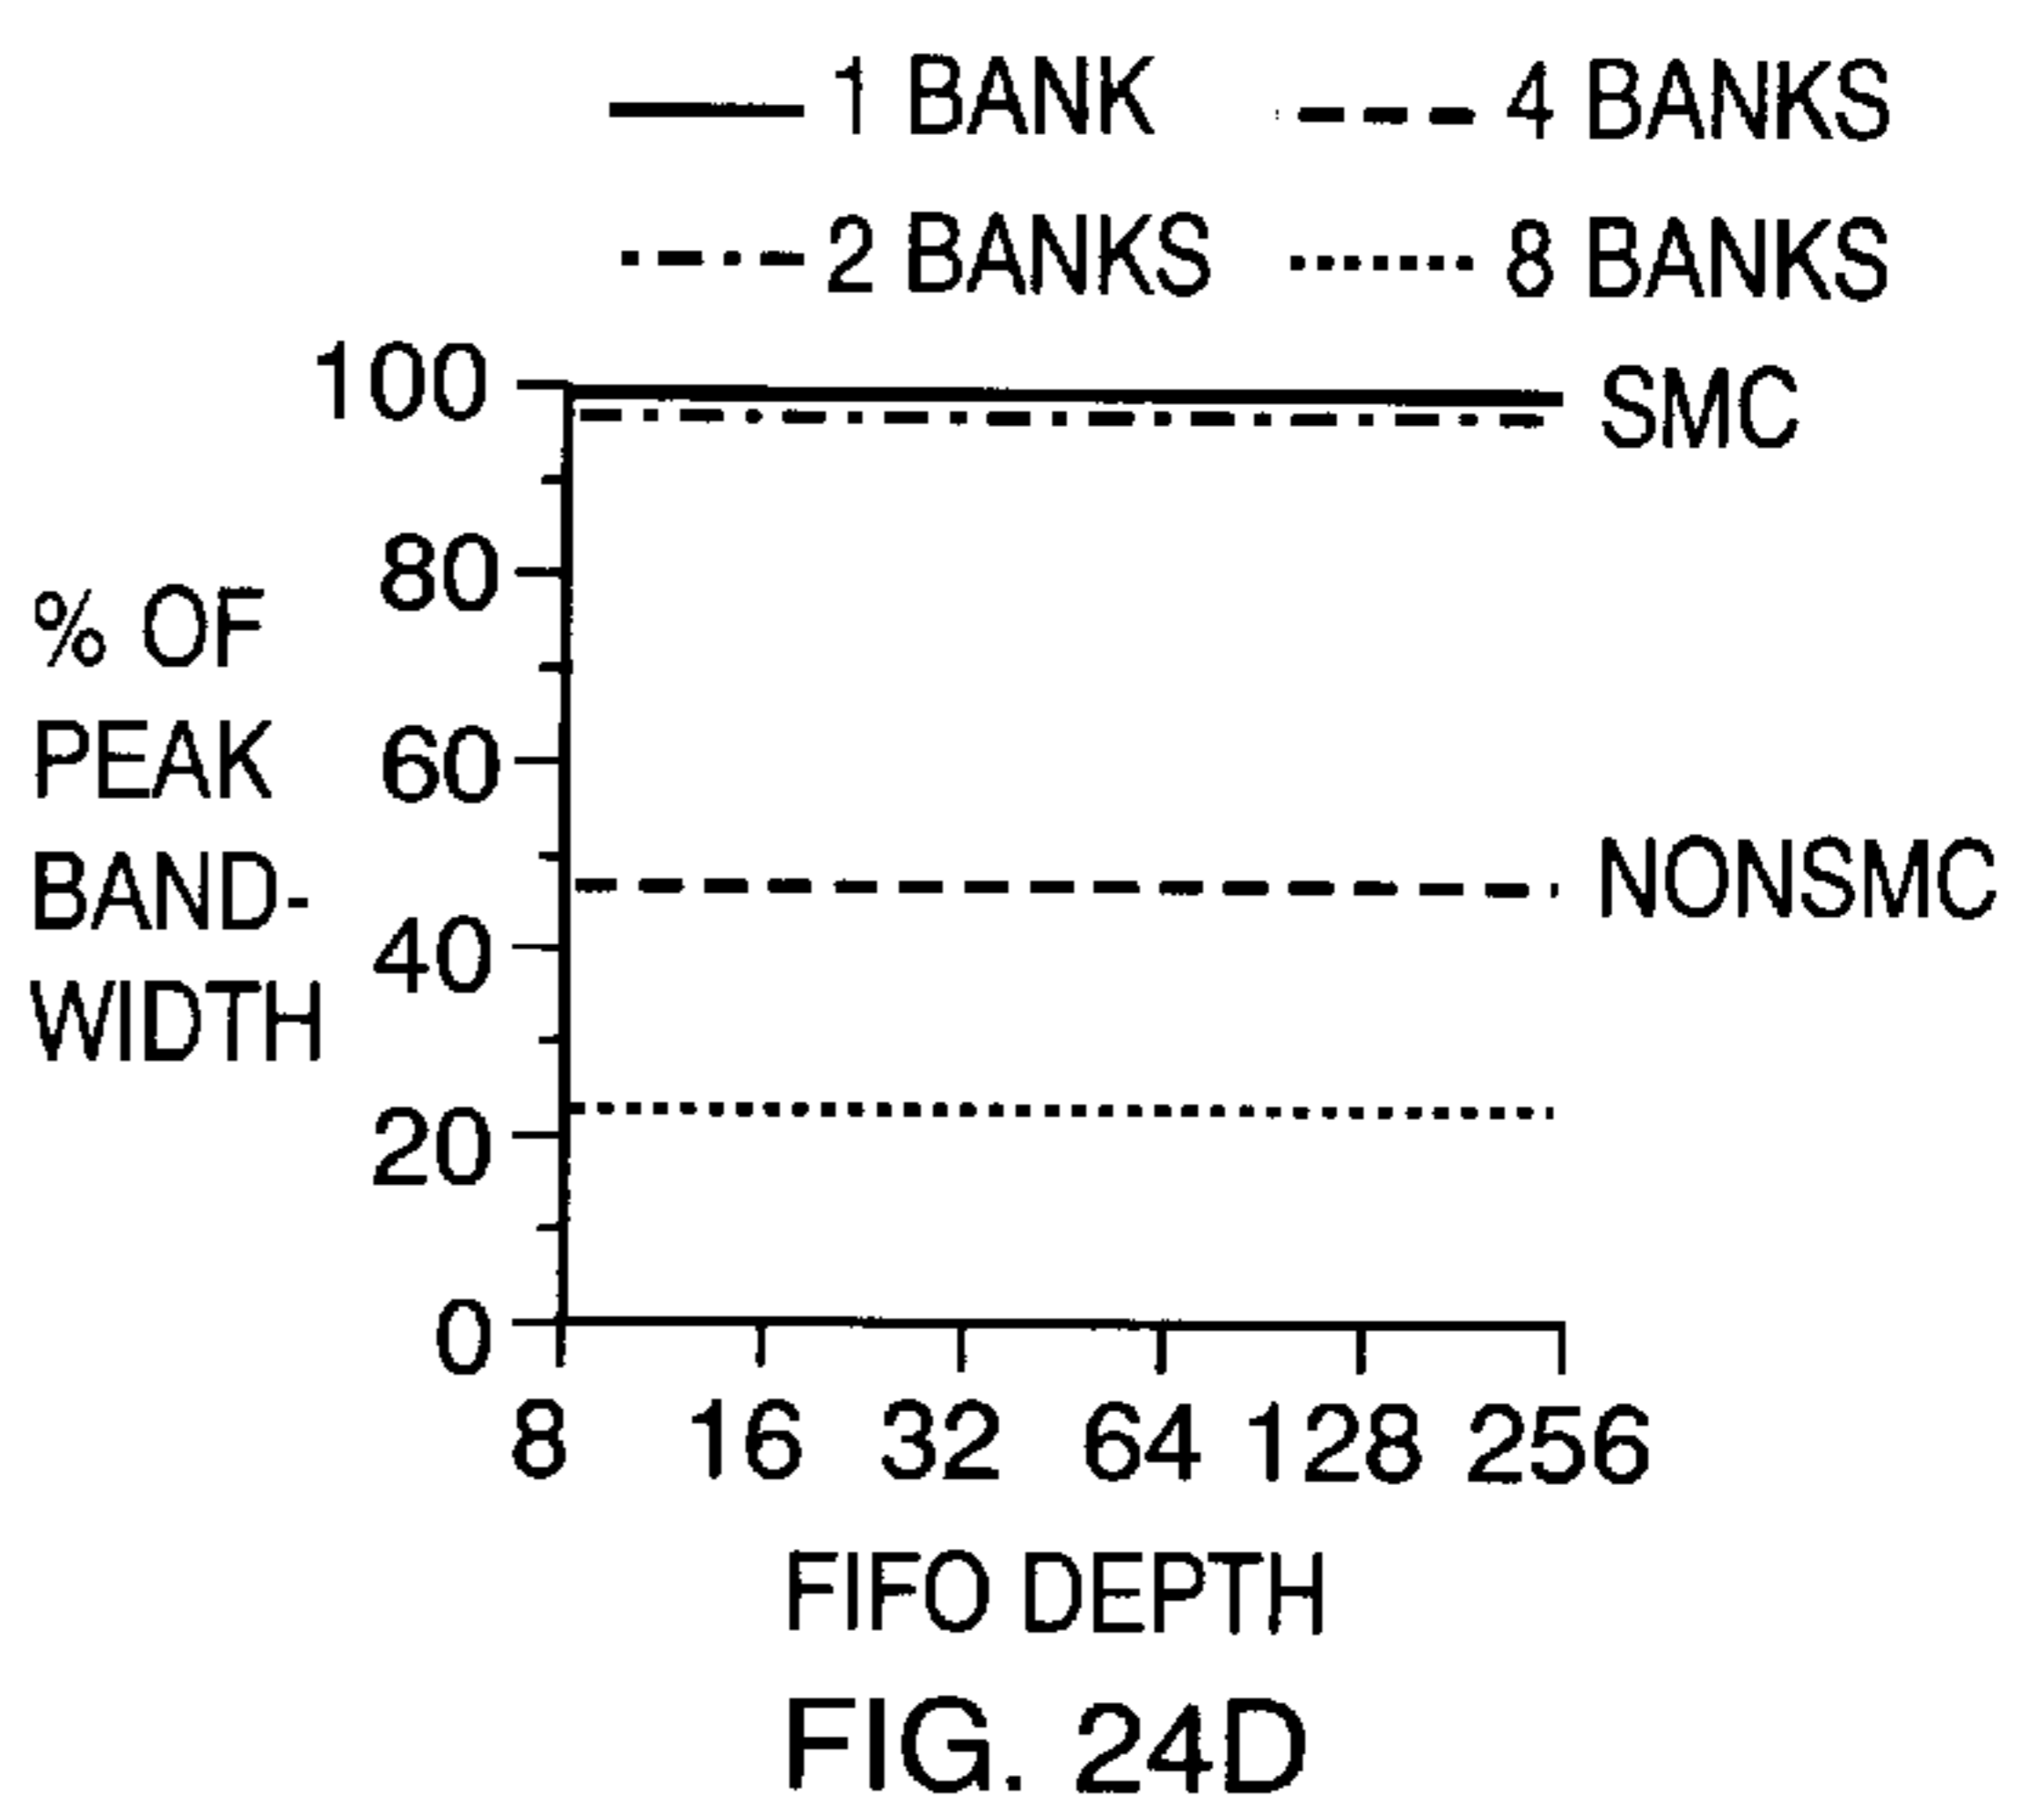 1 BANK
4 BANKS
2 BANKS
8 BANKS
100
80
60
40
20
0
% OF
PEAK
BAND-
WIDTH
SMC
NONSMC
8 16 32 64 128 256
FIFO DEPTH
FIG. 24D